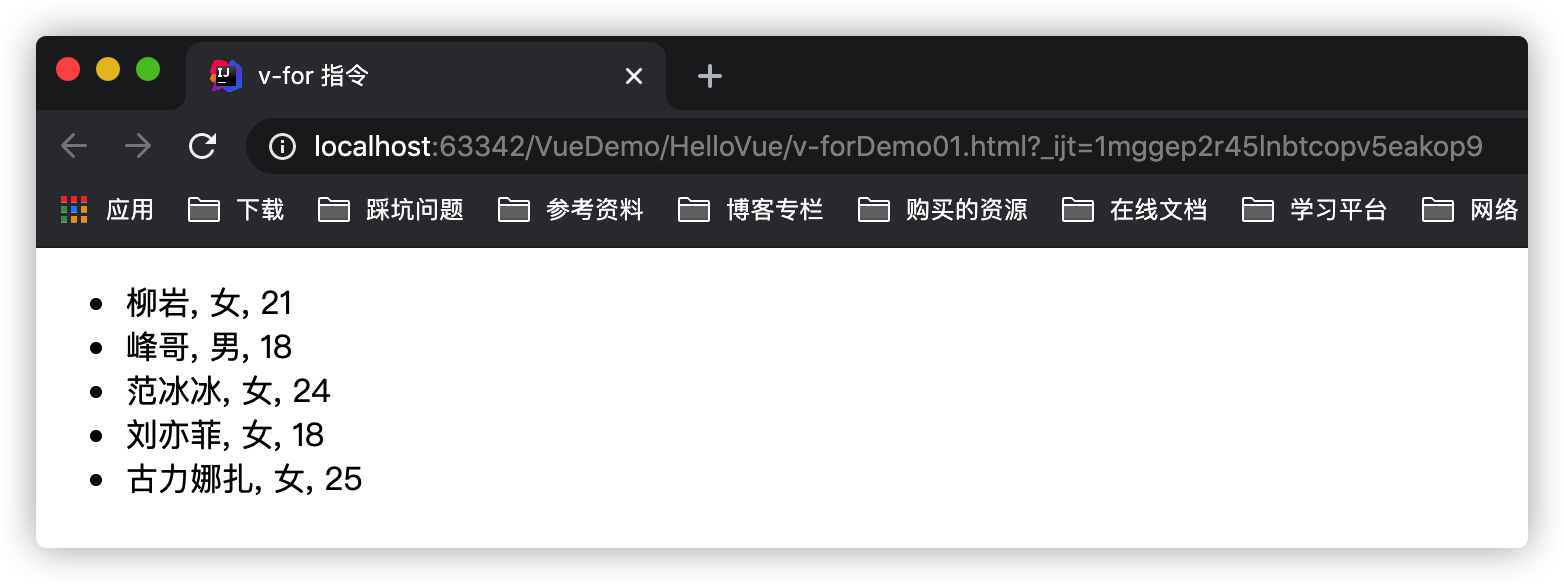 v-for 指令
localhost:63342/VueDemo/HelloVue/v-forDemo01.html?_ijt=1mggep2r45lnbtcopv5eakop9
应用 下载 踩坑问题 参考资料 博客专栏 购买的资源 在线文档 学习平台 网络
柳岩, 女, 21
峰哥, 男, 18
范冰冰, 女, 24
刘亦菲, 女, 18
古力娜扎, 女, 25